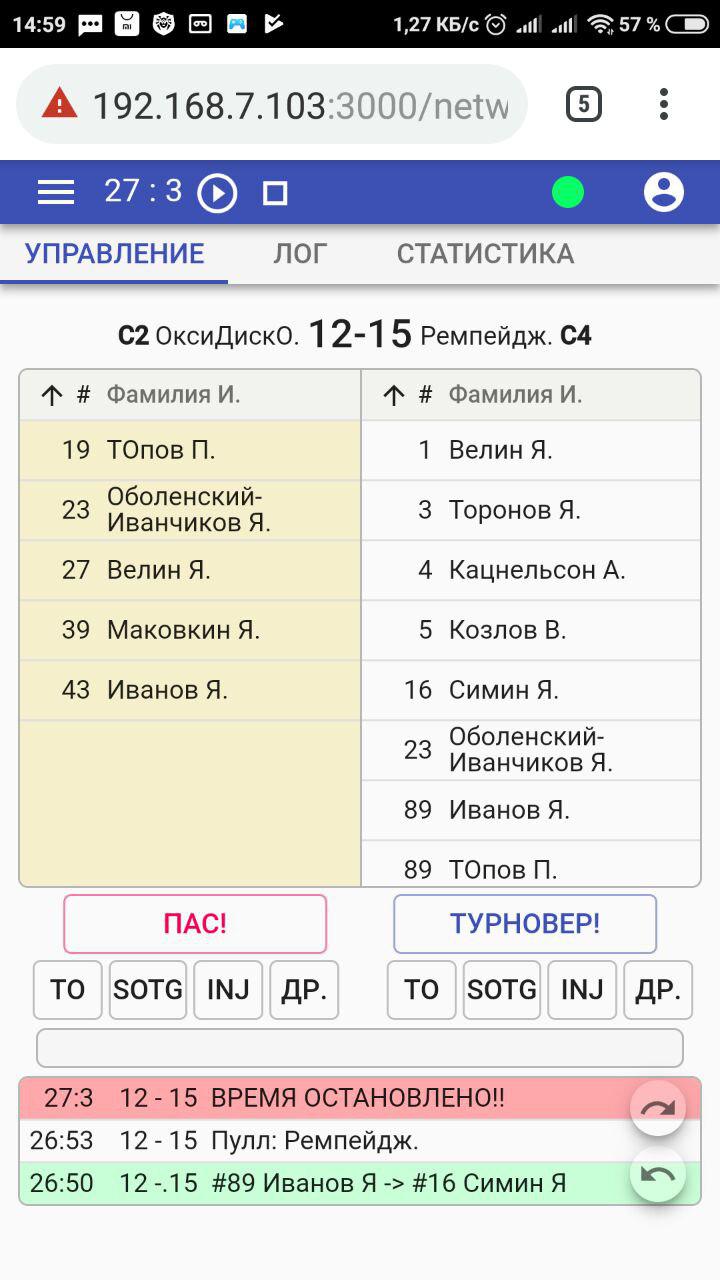 14:59 1,27 КБ/с 57 %
192.168.7.103:3000/netw
5
27 : 3
УПРАВЛЕНИЕ ЛОГ СТАТИСТИКА
C2 ОксиДискО. 12-15 Ремпейдж. C4
# Фамилия И. # Фамилия И.
19 ТОпов П. 1 Велин Я.
23 Оболенский-
Иванчиков Я. 3 Торонов Я.
27 Велин Я. 4 Кацнельсон А.
39 Маковкин Я. 5 Козлов В.
43 Иванов Я. 16 Симин Я.
23 Оболенский-
Иванчиков Я.
89 Иванов Я.
89 ТОпов П.
ПАС! ТУРНОВЕР!
TO SOTG INJ ДР. TO SOTG INJ ДР.
27:3 12 - 15 ВРЕМЯ ОСТАНОВЛЕНО!!
26:53 12 - 15 Пулл: Ремпейдж.
26:50 12 -.15 #89 Иванов Я -> #16 Симин Я